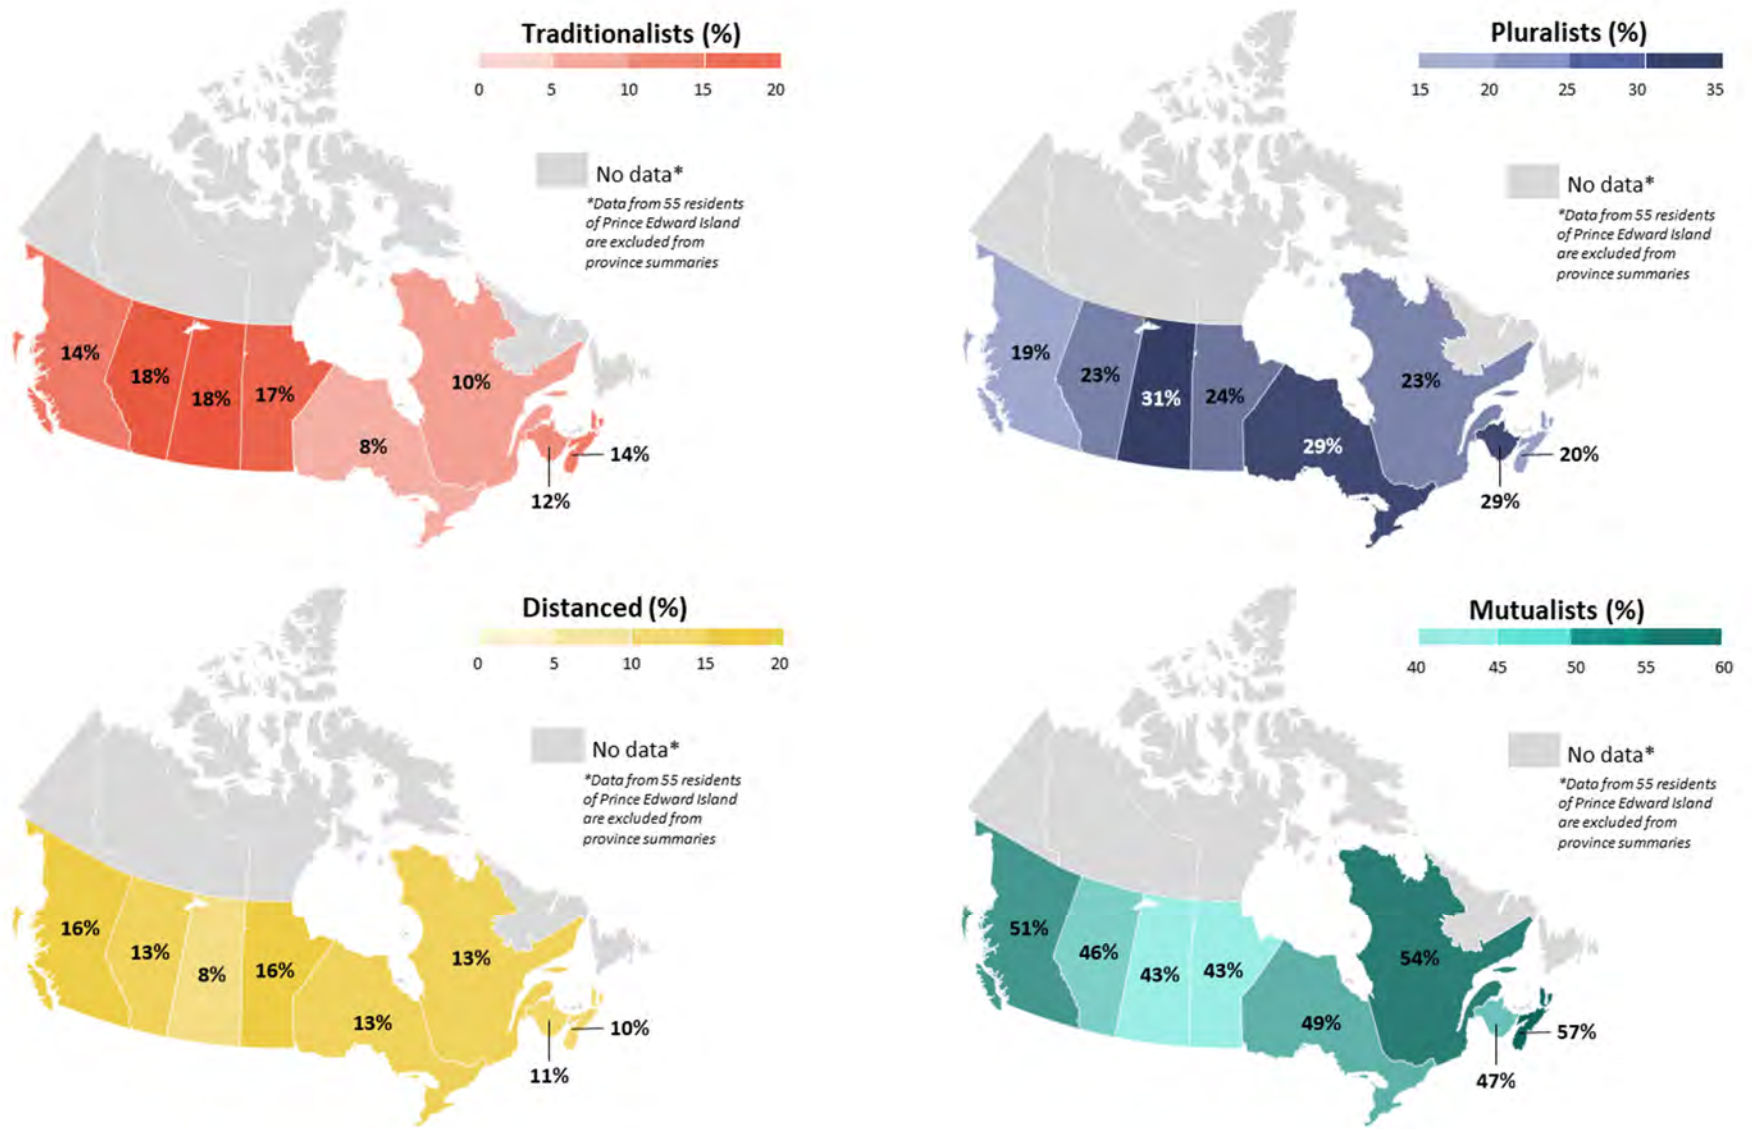 Traditionalists (%)
0 5 10 15 20
No data*
*Data from 55 residents
of Prince Edward Island
are excluded from
province summaries
14%
18%
18%
17%
8%
10%
14%
12%
Pluralists (%)
15 20 25 30 35
No data*
*Data from 55 residents
of Prince Edward Island
are excluded from
province summaries
19%
23%
31%
24%
29%
23%
20%
29%
Distanced (%)
0 5 10 15 20
No data*
*Data from 55 residents
of Prince Edward Island
are excluded from
province summaries
16%
13%
8%
16%
13%
13%
10%
11%
Mutualists (%)
40 45 50 55 60
No data*
*Data from 55 residents
of Prince Edward Island
are excluded from
province summaries
51%
46%
43%
43%
49%
54%
57%
47%